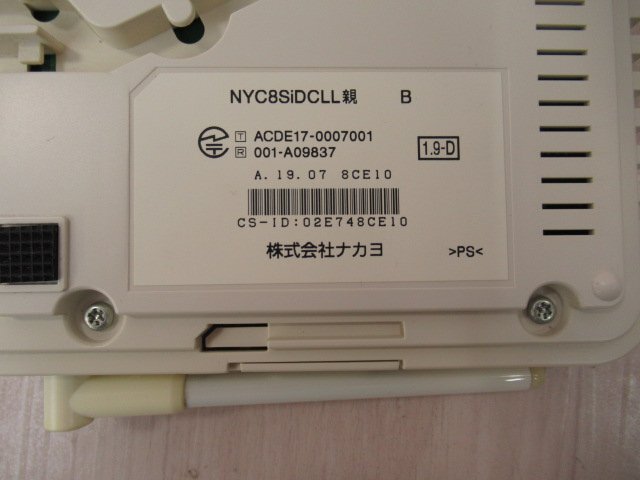 NYC8SiDCLL親 B
T ACDE17-0007001
R 001-A09837
1.9-D
A.19.07 8CE10
CS-ID:02E748CE10
株式会社ナカヨ
>PS<